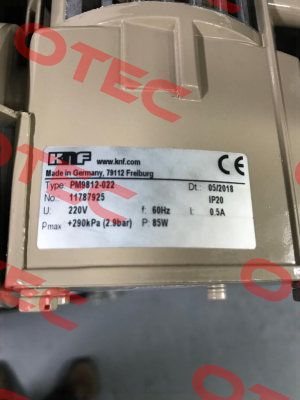 OTEC
KNF www.knf.com
Made in Germany, 79112 Freiburg
Type: PM9812-022 Dt.: 05/2018
No.: 11787925 IP20
U: 220V f: 60Hz I: 0.5A
pmax +290kPa (2.9bar) P: 85W
CE
OTEC
OTEC